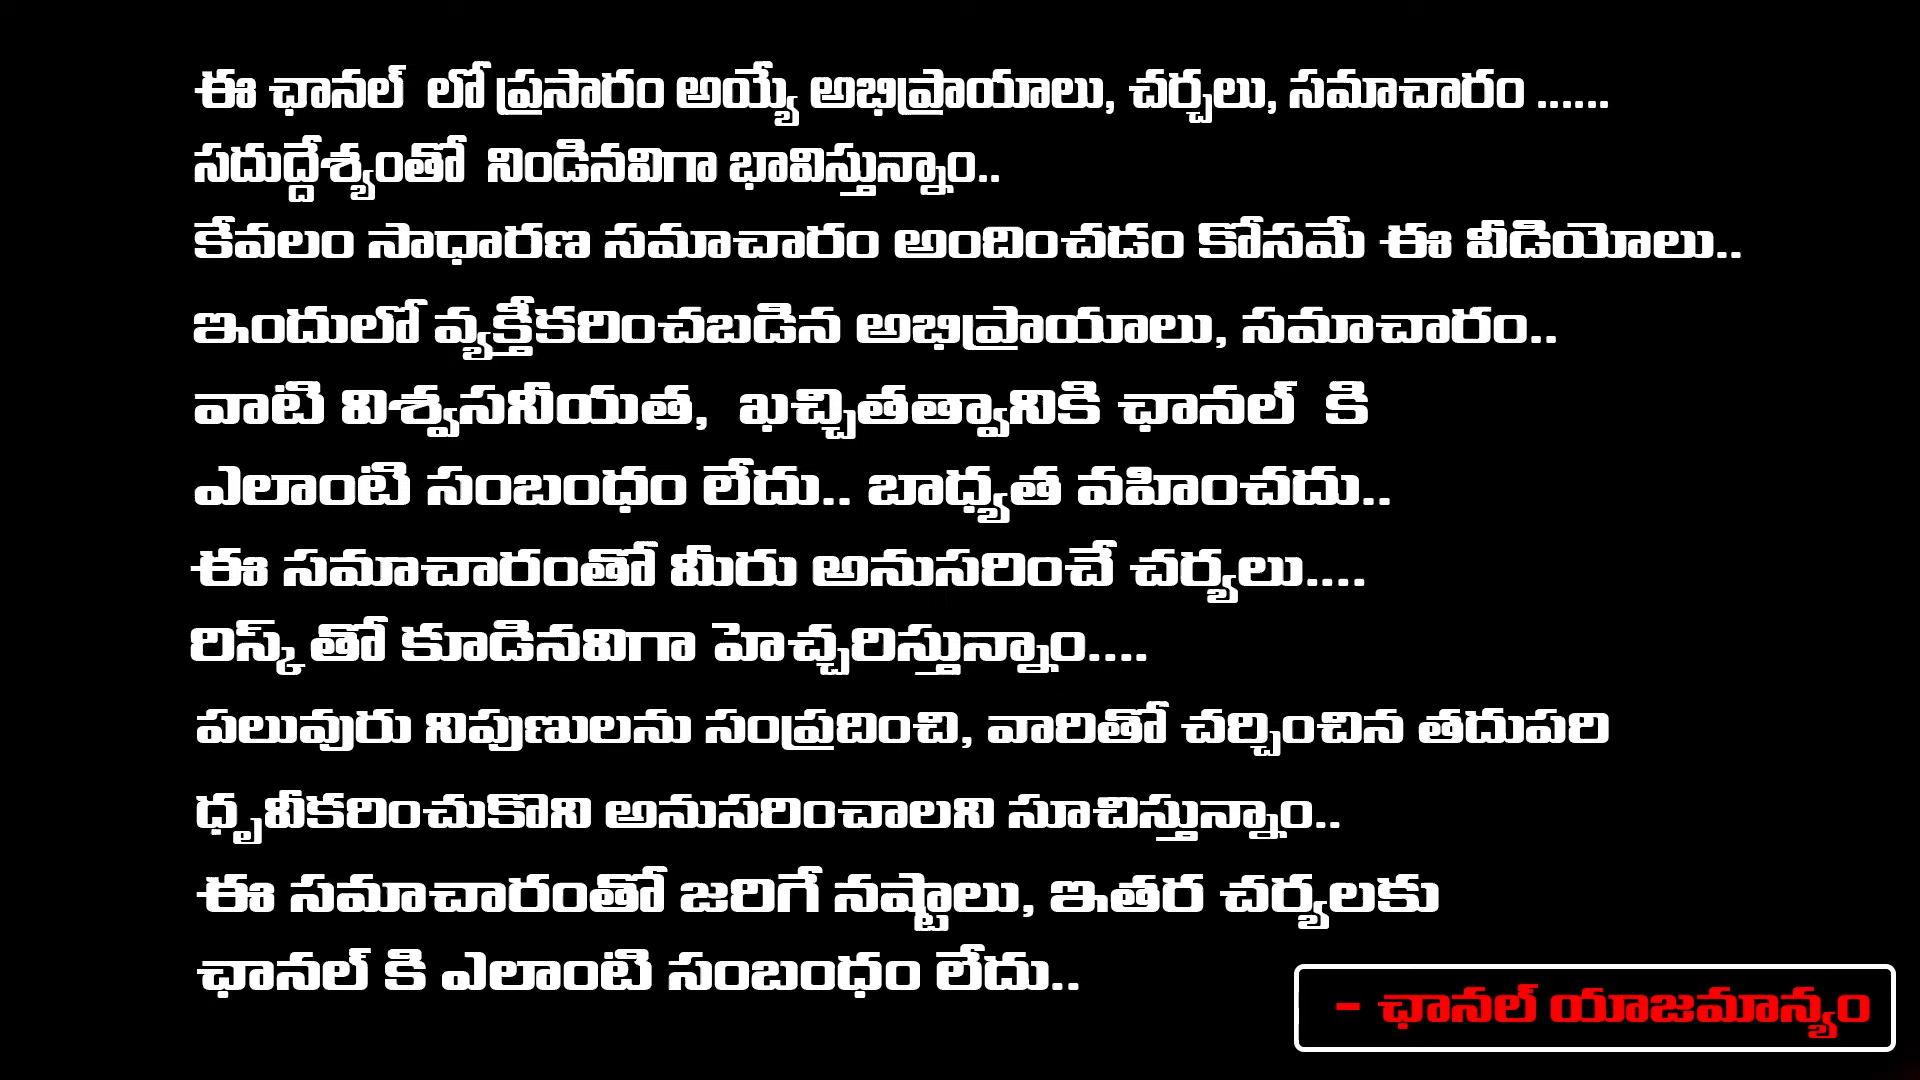 ఈ ఛానల్ లో ప్రసారం అయ్యే అభిప్రాయాలు, చర్చలు, సమాచారం ......
సదుద్దేశ్యంతో నిండినవిగా భావిస్తున్నాం..
కేవలం సాధారణ సమాచారం అందించడం కోసమే ఈ వీడియోలు..
ఇందులో వ్యక్తీకరించబడిన అభిప్రాయాలు, సమాచారం..
వాటి విశ్వసనీయత, ఖచ్చితత్వానికి ఛానల్ కి
ఎలాంటి సంబంధం లేదు.. బాధ్యత వహించదు..
ఈ సమాచారంతో మీరు అనుసరించే చర్యలు....
రిస్క్ తో కూడినవిగా హెచ్చరిస్తున్నాం....
పలువురు నిపుణులను సంప్రదించి, వారితో చర్చించిన తదుపరి
ధృవీకరించుకొని అనుసరించాలని సూచిస్తున్నాం..
ఈ సమాచారంతో జరిగే నష్టాలు, ఇతర చర్యలకు
ఛానల్ కి ఎలాంటి సంబంధం లేదు..
- ఛానల్ యాజమాన్యం